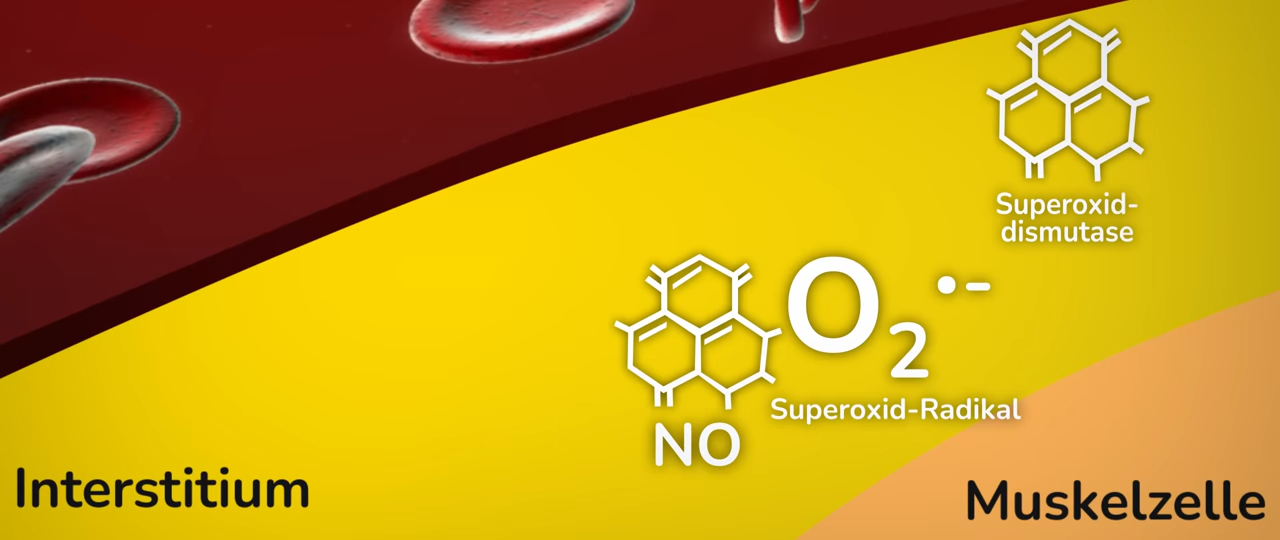 Superoxid-
dismutase
O₂•-
Superoxid-Radikal
NO
Interstitium
Muskelzelle